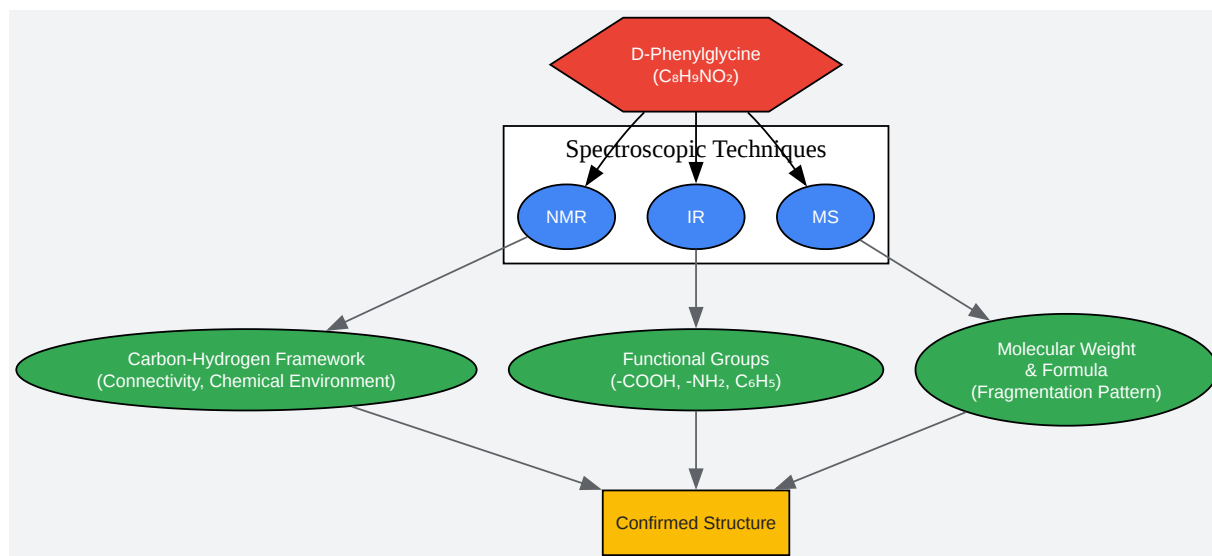 D-Phenylglycine
(C₈H₉NO₂)
Spectroscopic Techniques
NMR
IR
MS
Carbon-Hydrogen Framework
(Connectivity, Chemical Environment)
Functional Groups
(-COOH, -NH₂, C₆H₅)
Molecular Weight
& Formula
(Fragmentation Pattern)
Confirmed Structure